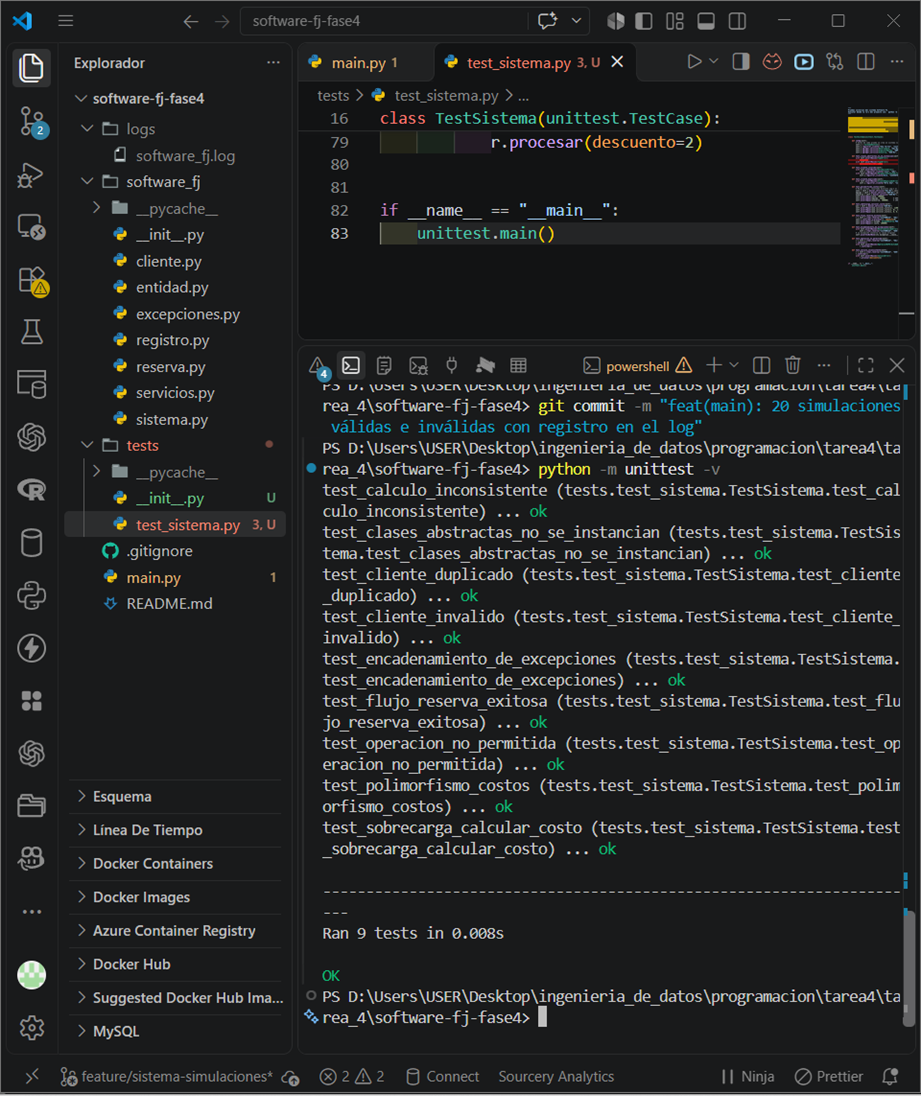 software-fj-fase4
Explorador
main.py 1
test_sistema.py 3, U
software-fj-fase4
tests > test_sistema.py > ...
logs
software_fj.log
software_fj
__pycache__
__init__.py
cliente.py
entidad.py
excepciones.py
registro.py
reserva.py
servicios.py
sistema.py
tests
__pycache__
__init__.py U
test_sistema.py 3, U
.gitignore
main.py 1
README.md
2
Esquema
Línea De Tiempo
Docker Containers
Docker Images
Azure Container Registry
Docker Hub
Suggested Docker Hub Ima...
MySQL
16 class TestSistema(unittest.TestCase):
79 r.procesar(descuento=2)
80
81
82 if __name__ == "__main__":
83 unittest.main()
4
powershell
PS D:\Users\USER\Desktop\ingenieria_de_datos\programacion\tarea4\ta
rea_4\software-fj-fase4> git commit -m "feat(main): 20 simulaciones
válidas e inválidas con registro en el log"
PS D:\Users\USER\Desktop\ingenieria_de_datos\programacion\tarea4\ta
rea_4\software-fj-fase4> python -m unittest -v
test_calculo_inconsistente (tests.test_sistema.TestSistema.test_cal
culo_inconsistente) ... ok
test_clases_abstractas_no_se_instancian (tests.test_sistema.TestSis
tema.test_clases_abstractas_no_se_instancian) ... ok
test_cliente_duplicado (tests.test_sistema.TestSistema.test_cliente
_duplicado) ... ok
test_cliente_invalido (tests.test_sistema.TestSistema.test_cliente_
invalido) ... ok
test_encadenamiento_de_excepciones (tests.test_sistema.TestSistema.
test_encadenamiento_de_excepciones) ... ok
test_flujo_reserva_exitosa (tests.test_sistema.TestSistema.test_flu
jo_reserva_exitosa) ... ok
test_operacion_no_permitida (tests.test_sistema.TestSistema.test_op
eracion_no_permitida) ... ok
test_polimorfismo_costos (tests.test_sistema.TestSistema.test_polim
orfismo_costos) ... ok
test_sobrecarga_calcular_costo (tests.test_sistema.TestSistema.test
_sobrecarga_calcular_costo) ... ok
-------------------------------------------------------------------
---
Ran 9 tests in 0.008s
OK
PS D:\Users\USER\Desktop\ingenieria_de_datos\programacion\tarea4\ta
rea_4\software-fj-fase4>
feature/sistema-simulaciones* 2 2 Connect Sourcery Analytics Ninja Prettier